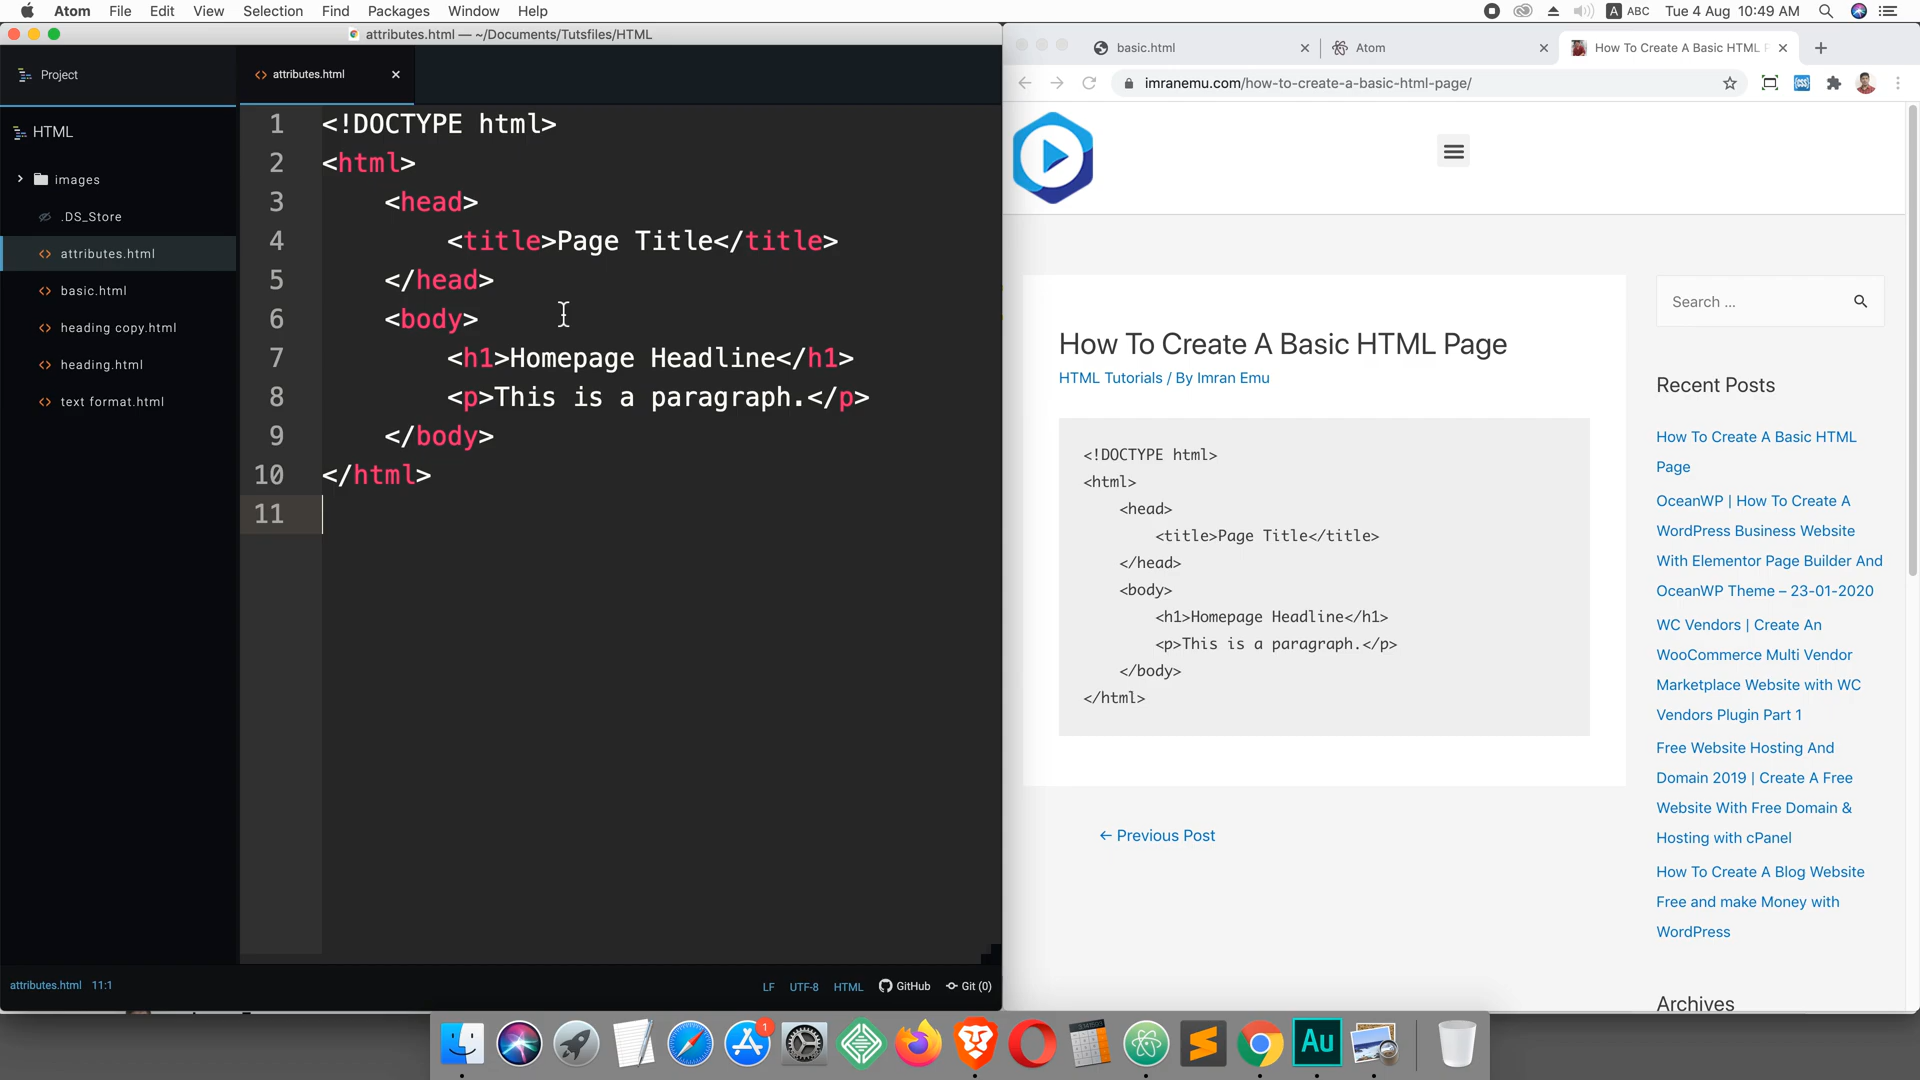 Atom File Edit View Selection Find Packages Window Help
A ABC Tue 4 Aug 10:49 AM
attributes.html — ~/Documents/Tutsfiles/HTML
Project
attributes.html
HTML
images
.DS_Store
attributes.html
basic.html
heading copy.html
heading.html
text format.html
1 <!DOCTYPE html>
2 <html>
3 <head>
4 <title>Page Title</title>
5 </head>
6 <body>
7 <h1>Homepage Headline</h1>
8 <p>This is a paragraph.</p>
9 </body>
10 </html>
11
attributes.html 11:1
LF UTF-8 HTML GitHub Git (0)
basic.html
Atom
How To Create A Basic HTML P
imranemu.com/how-to-create-a-basic-html-page/
How To Create A Basic HTML Page
HTML Tutorials / By Imran Emu
<!DOCTYPE html>
<html>
<head>
<title>Page Title</title>
</head>
<body>
<h1>Homepage Headline</h1>
<p>This is a paragraph.</p>
</body>
</html>
← Previous Post
Search ...
Recent Posts
How To Create A Basic HTML
Page
OceanWP | How To Create A
WordPress Business Website
With Elementor Page Builder And
OceanWP Theme – 23-01-2020
WC Vendors | Create An
WooCommerce Multi Vendor
Marketplace Website with WC
Vendors Plugin Part 1
Free Website Hosting And
Domain 2019 | Create A Free
Website With Free Domain &
Hosting with cPanel
How To Create A Blog Website
Free and make Money with
WordPress
Archives
1
Au